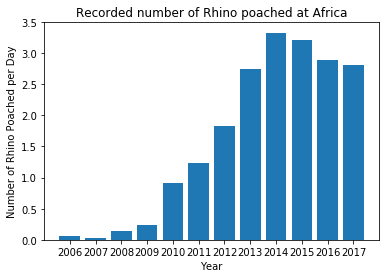 Recorded number of Rhino poached at Africa
Number of Rhino Poached per Day
3.5
3.0
2.5
2.0
1.5
1.0
0.5
0.0
2006 2007 2008 2009 2010 2011 2012 2013 2014 2015 2016 2017
Year